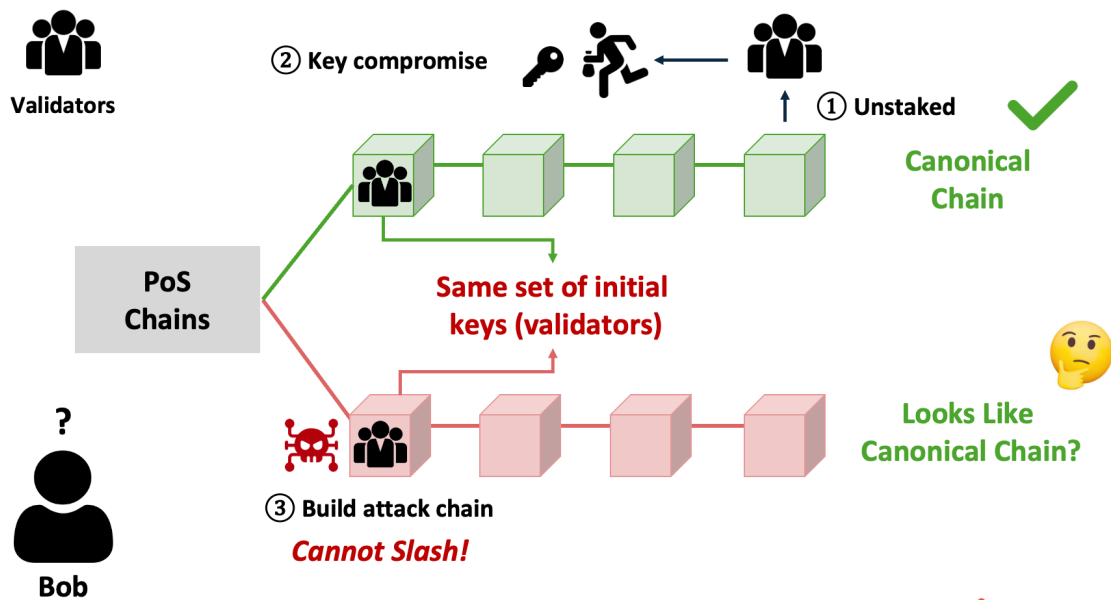 Validators
② Key compromise
① Unstaked
Canonical
Chain
PoS
Chains
Same set of initial
keys (validators)
Looks Like
Canonical Chain?
?
③ Build attack chain
Cannot Slash!
Bob